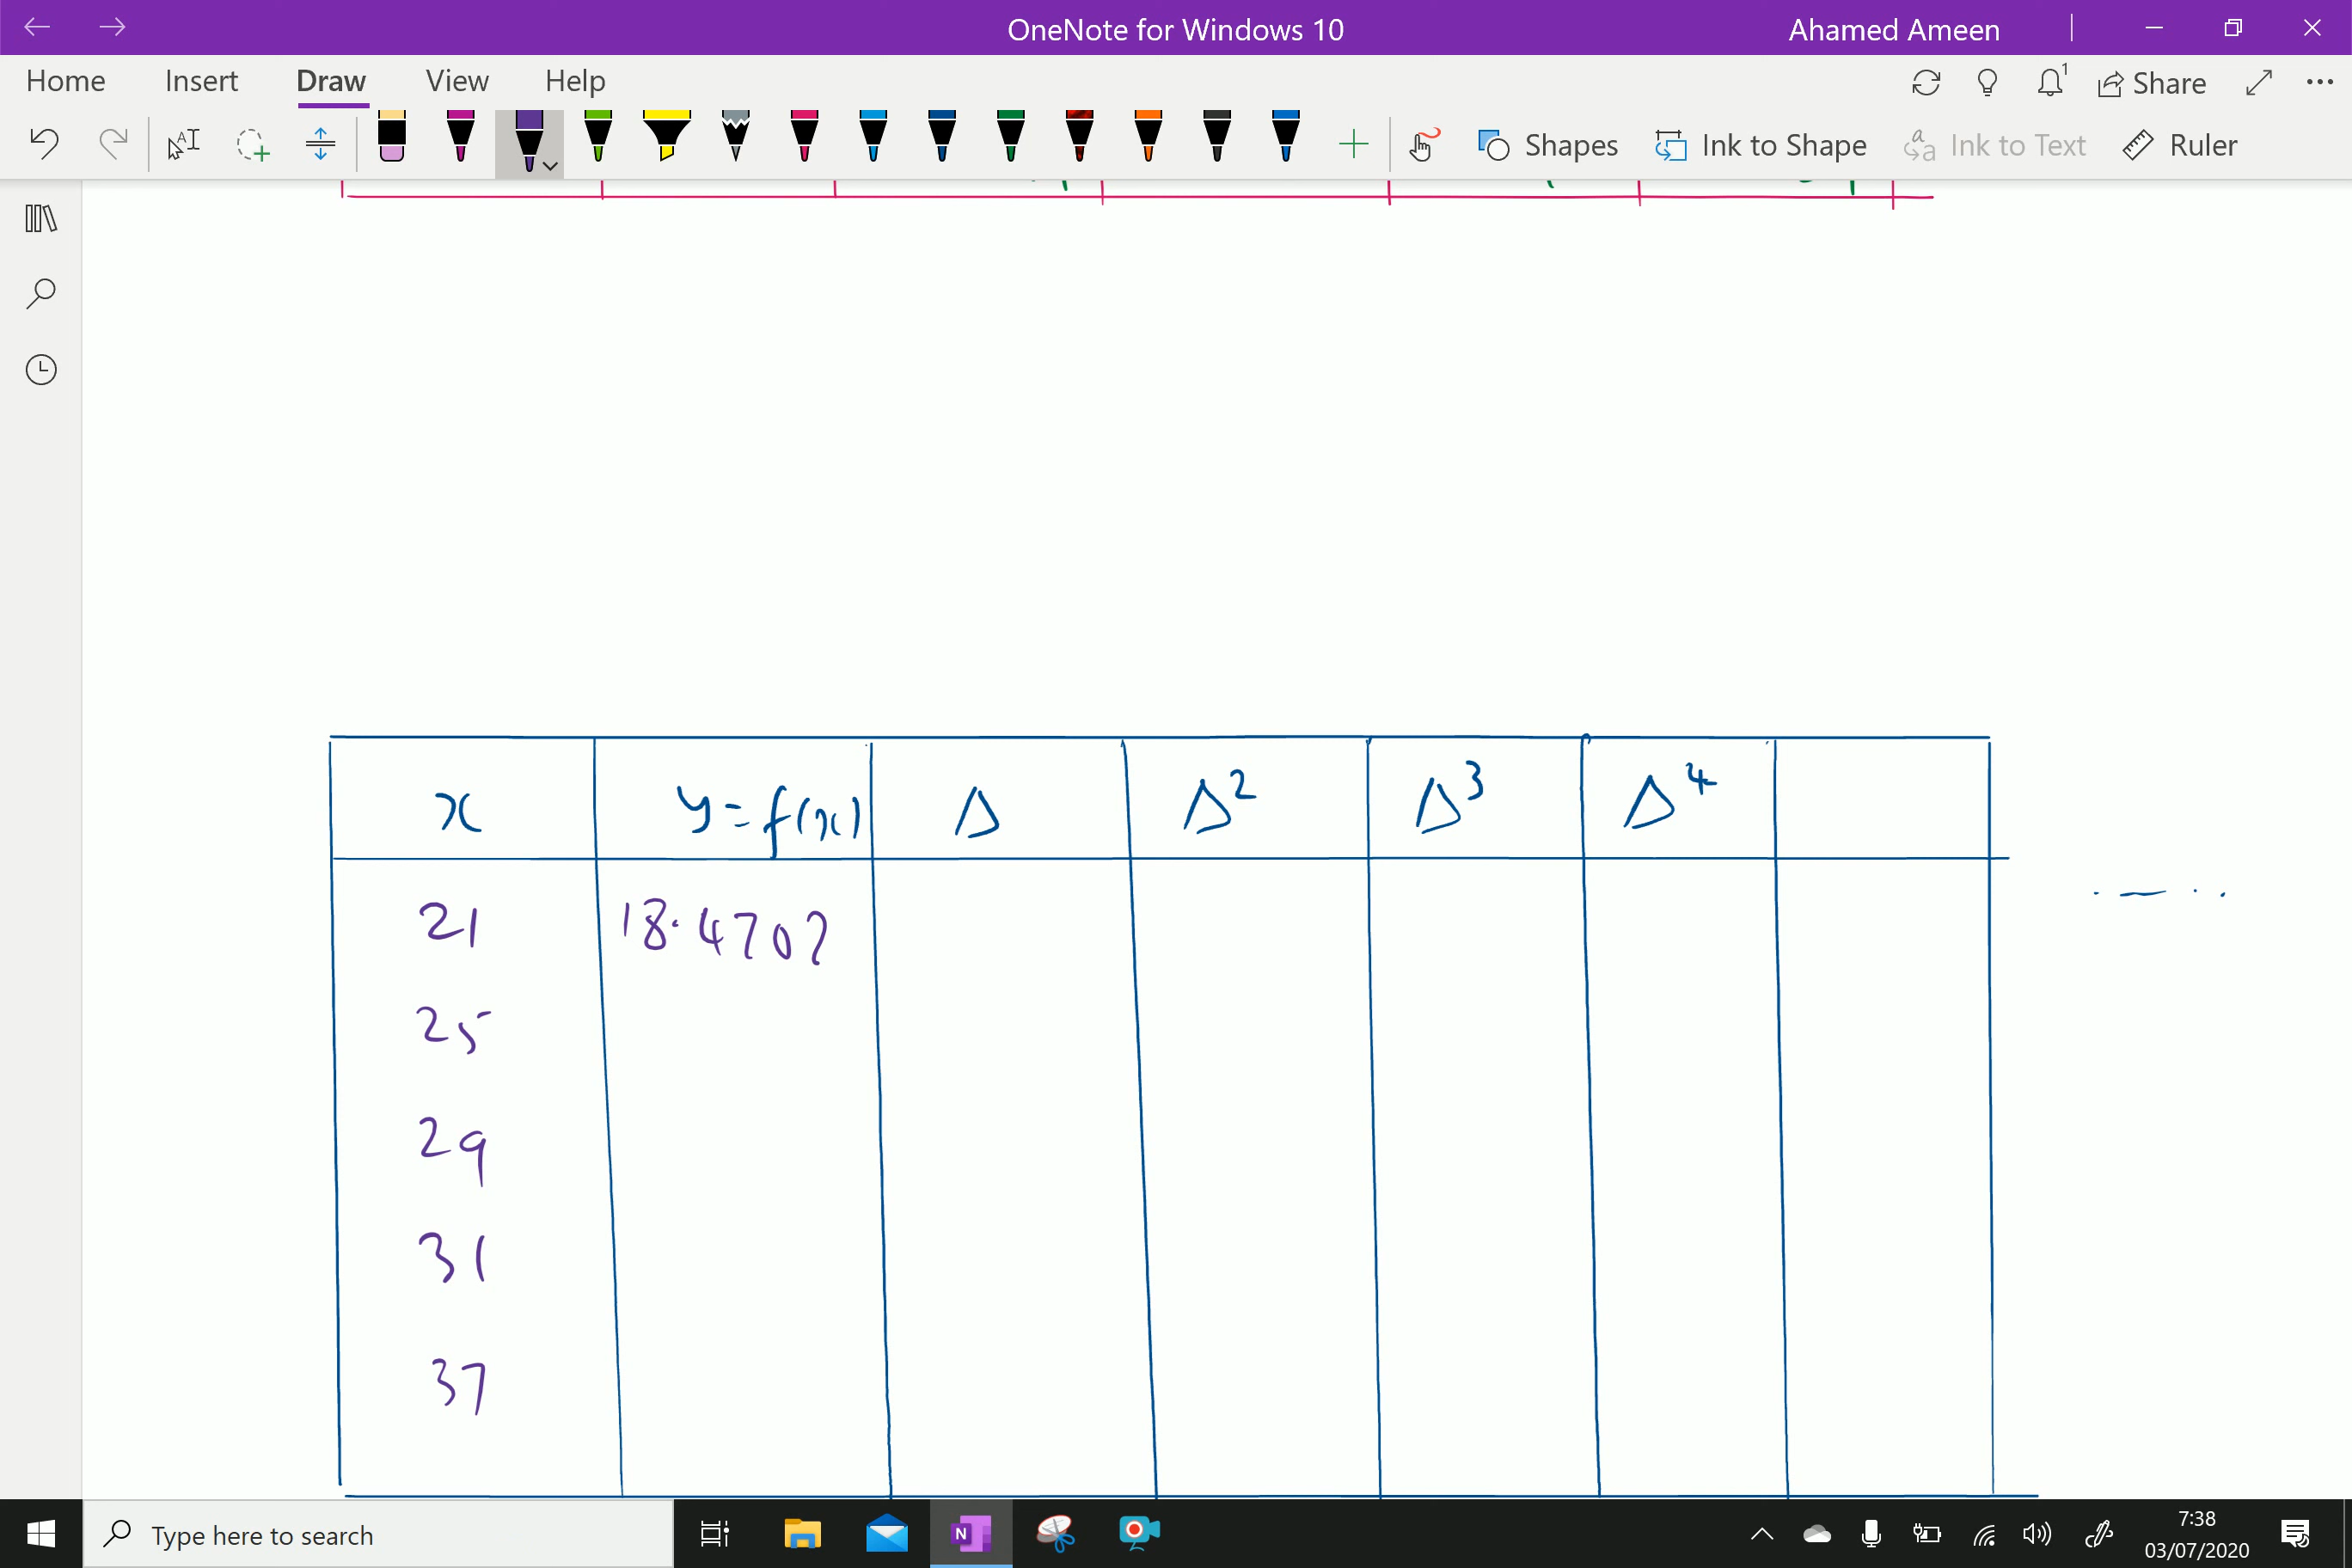 OneNote for Windows 10 Ahamed Ameen
Home Insert Draw View Help 1 Share
Shapes Ink to Shape Ink to Text Ruler
x y=f(x) Δ Δ² Δ³ Δ⁴
21 18.4707
25
29
31
37
Type here to search N 7:38
03/07/2020